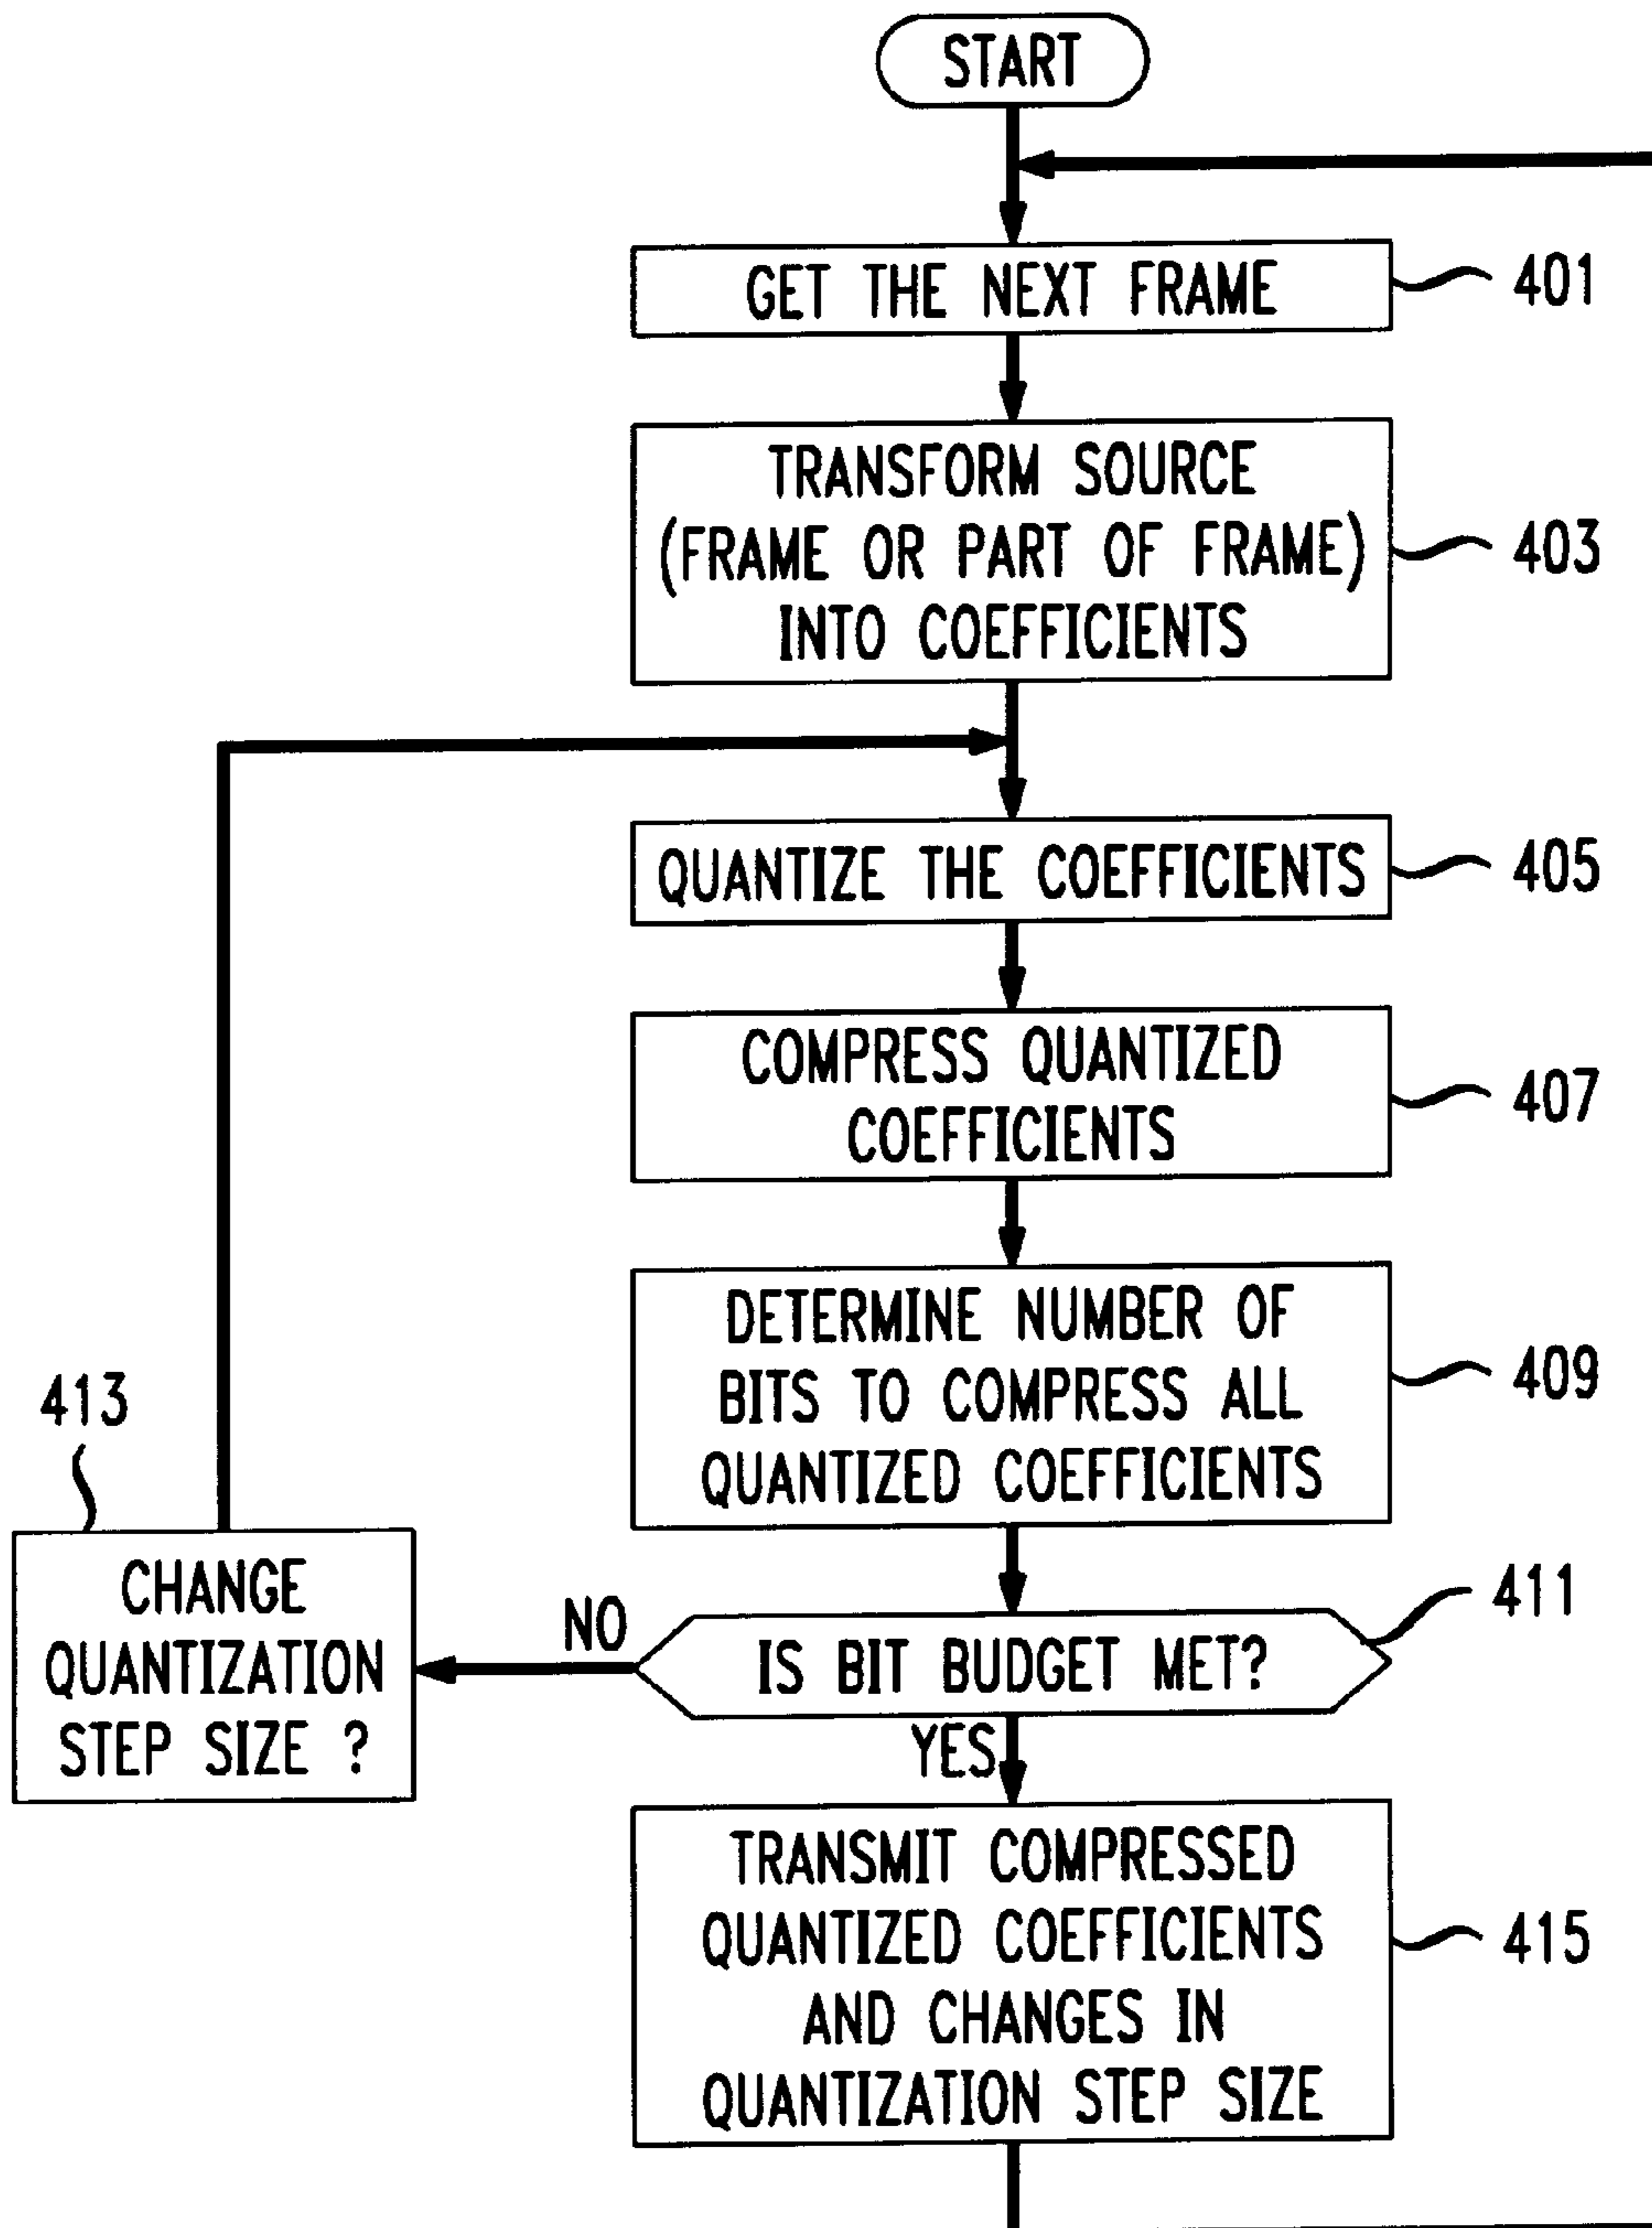 START
GET THE NEXT FRAME
401
TRANSFORM SOURCE
(FRAME OR PART OF FRAME)
INTO COEFFICIENTS
403
QUANTIZE THE COEFFICIENTS
405
COMPRESS QUANTIZED
COEFFICIENTS
407
DETERMINE NUMBER OF
BITS TO COMPRESS ALL
QUANTIZED COEFFICIENTS
409
413
CHANGE
QUANTIZATION
STEP SIZE ?
NO
IS BIT BUDGET MET?
411
YES
TRANSMIT COMPRESSED
QUANTIZED COEFFICIENTS
AND CHANGES IN
QUANTIZATION STEP SIZE
415